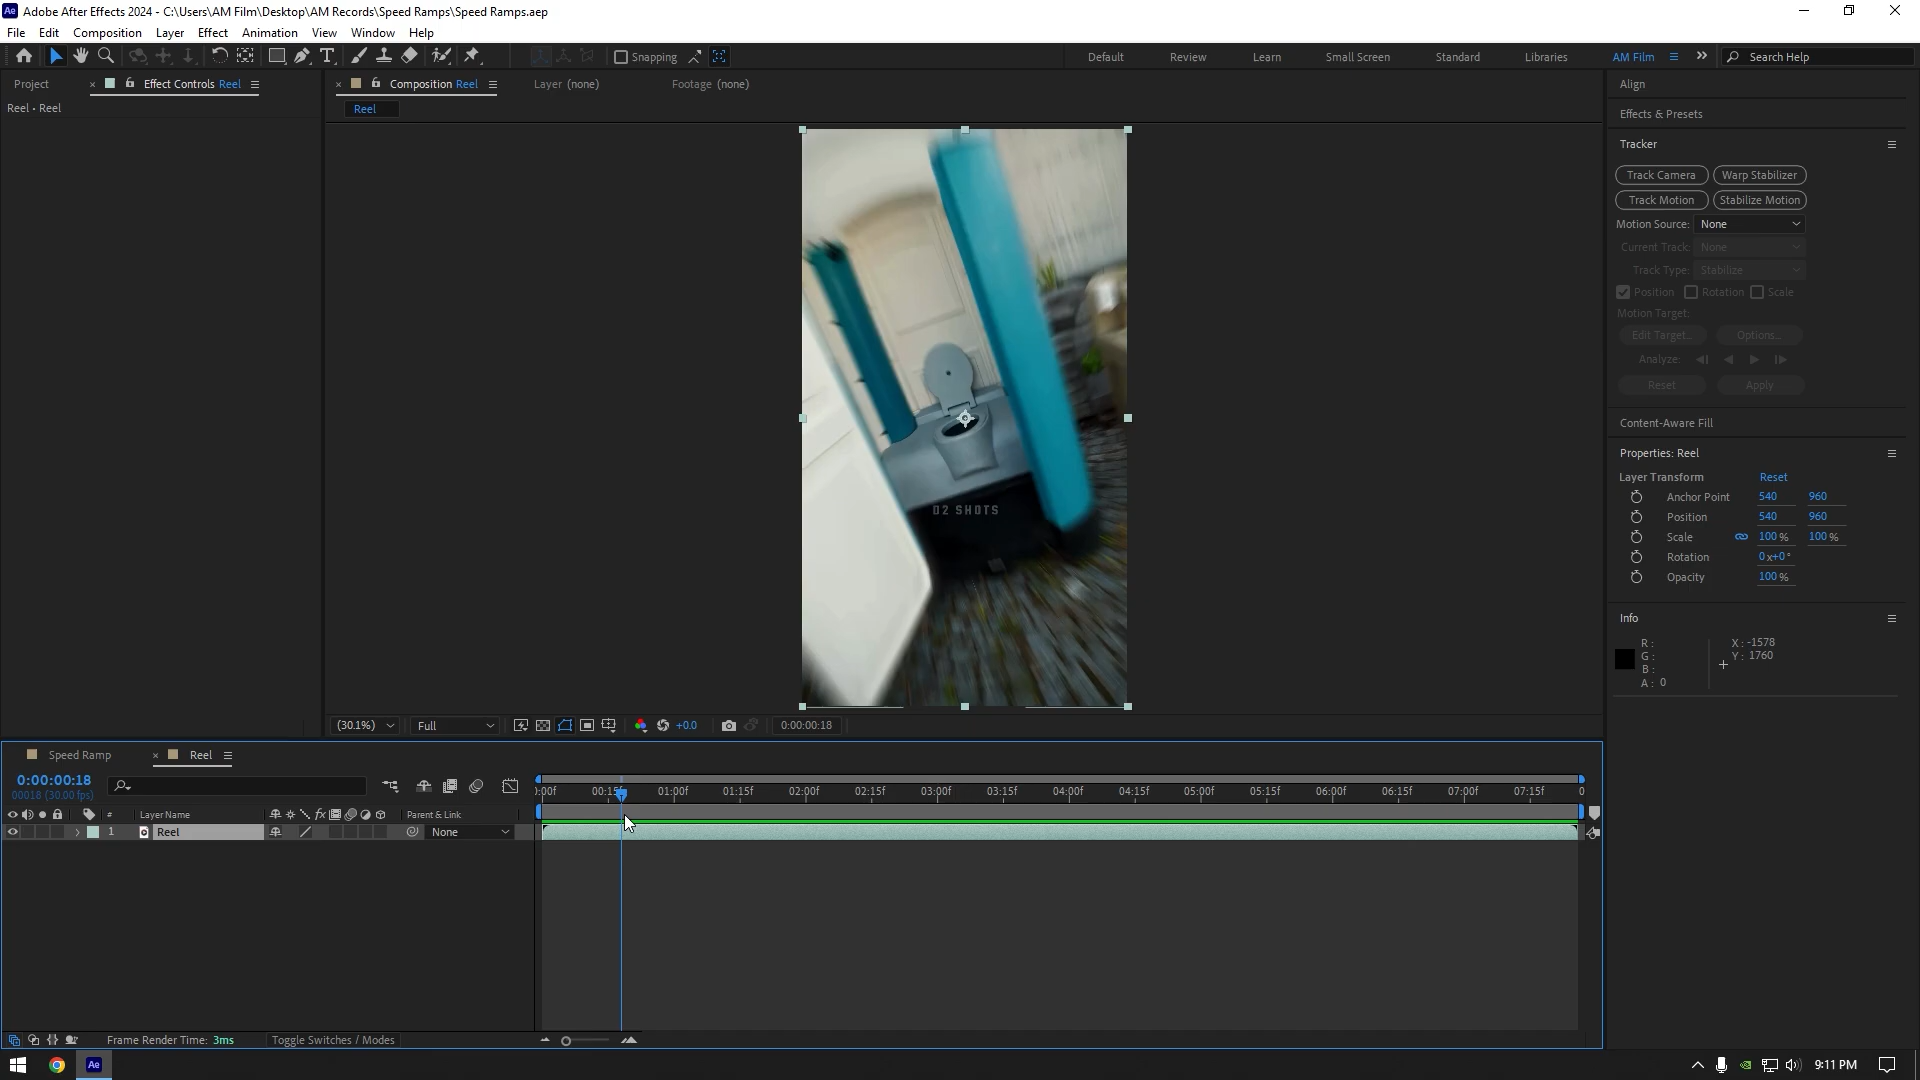 Adobe After Effects 2024 - C:\Users\AM Film\Desktop\AM Records\Speed Ramps\Speed Ramps.aep
File Edit Composition Layer Effect Animation View Window Help
Snapping
Default Review Learn Small Screen Standard Libraries AM Film Search Help
Project Effect Controls Reel
Composition Reel Layer (none) Footage (none)
Reel • Reel
Reel
02 SHOTS
(30.1%) Full +0.0 0:00:00:18
Align
Effects & Presets
Tracker
Track Camera Warp Stabilizer
Track Motion Stabilize Motion
Motion Source: None
Current Track: None
Track Type: Stabilize
Position Rotation Scale
Motion Target:
Edit Target... Options...
Analyze:
Reset Apply
Content-Aware Fill
Properties: Reel
Layer Transform Reset
Anchor Point 540 960
Position 540 960
Scale 100 % 100 %
Rotation 0x+0°
Opacity 100 %
Info
R :
G :
B :
A : 0
X : -1578
Y : 1760
Speed Ramp Reel
0:00:00:18
00018 (30.00 fps)
):00f 00:15f 01:00f 01:15f 02:00f 02:15f 03:00f 03:15f 04:00f 04:15f 05:00f 05:15f 06:00f 06:15f 07:00f 07:15f 0
# Layer Name fx Parent & Link
1 Reel None
Frame Render Time: 3ms Toggle Switches / Modes
Ae 9:11 PM